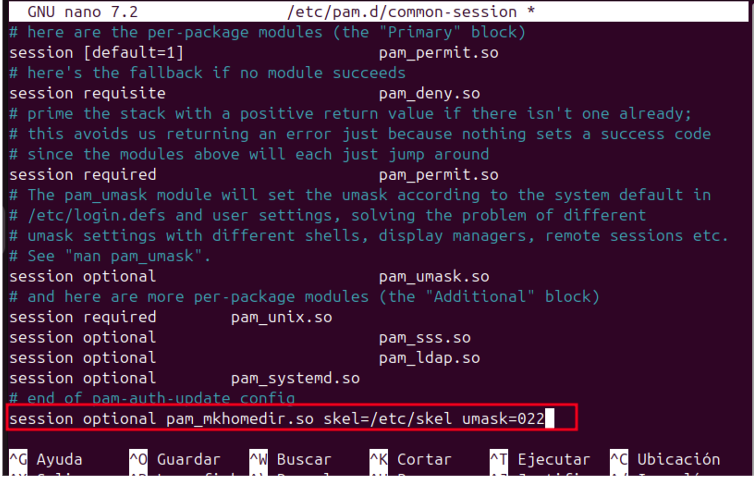 GNU nano 7.2 /etc/pam.d/common-session *
# here are the per-package modules (the "Primary" block)
session [default=1] pam_permit.so
# here's the fallback if no module succeeds
session requisite pam_deny.so
# prime the stack with a positive return value if there isn't one already;
# this avoids us returning an error just because nothing sets a success code
# since the modules above will each just jump around
session required pam_permit.so
# The pam_umask module will set the umask according to the system default in
# /etc/login.defs and user settings, solving the problem of different
# umask settings with different shells, display managers, remote sessions etc.
# See "man pam_umask".
session optional pam_umask.so
# and here are more per-package modules (the "Additional" block)
session required pam_unix.so
session optional pam_sss.so
session optional pam_ldap.so
session optional pam_systemd.so
# end of pam-auth-update config
session optional pam_mkhomedir.so skel=/etc/skel umask=022
^G Ayuda ^O Guardar ^W Buscar ^K Cortar ^T Ejecutar ^C Ubicación